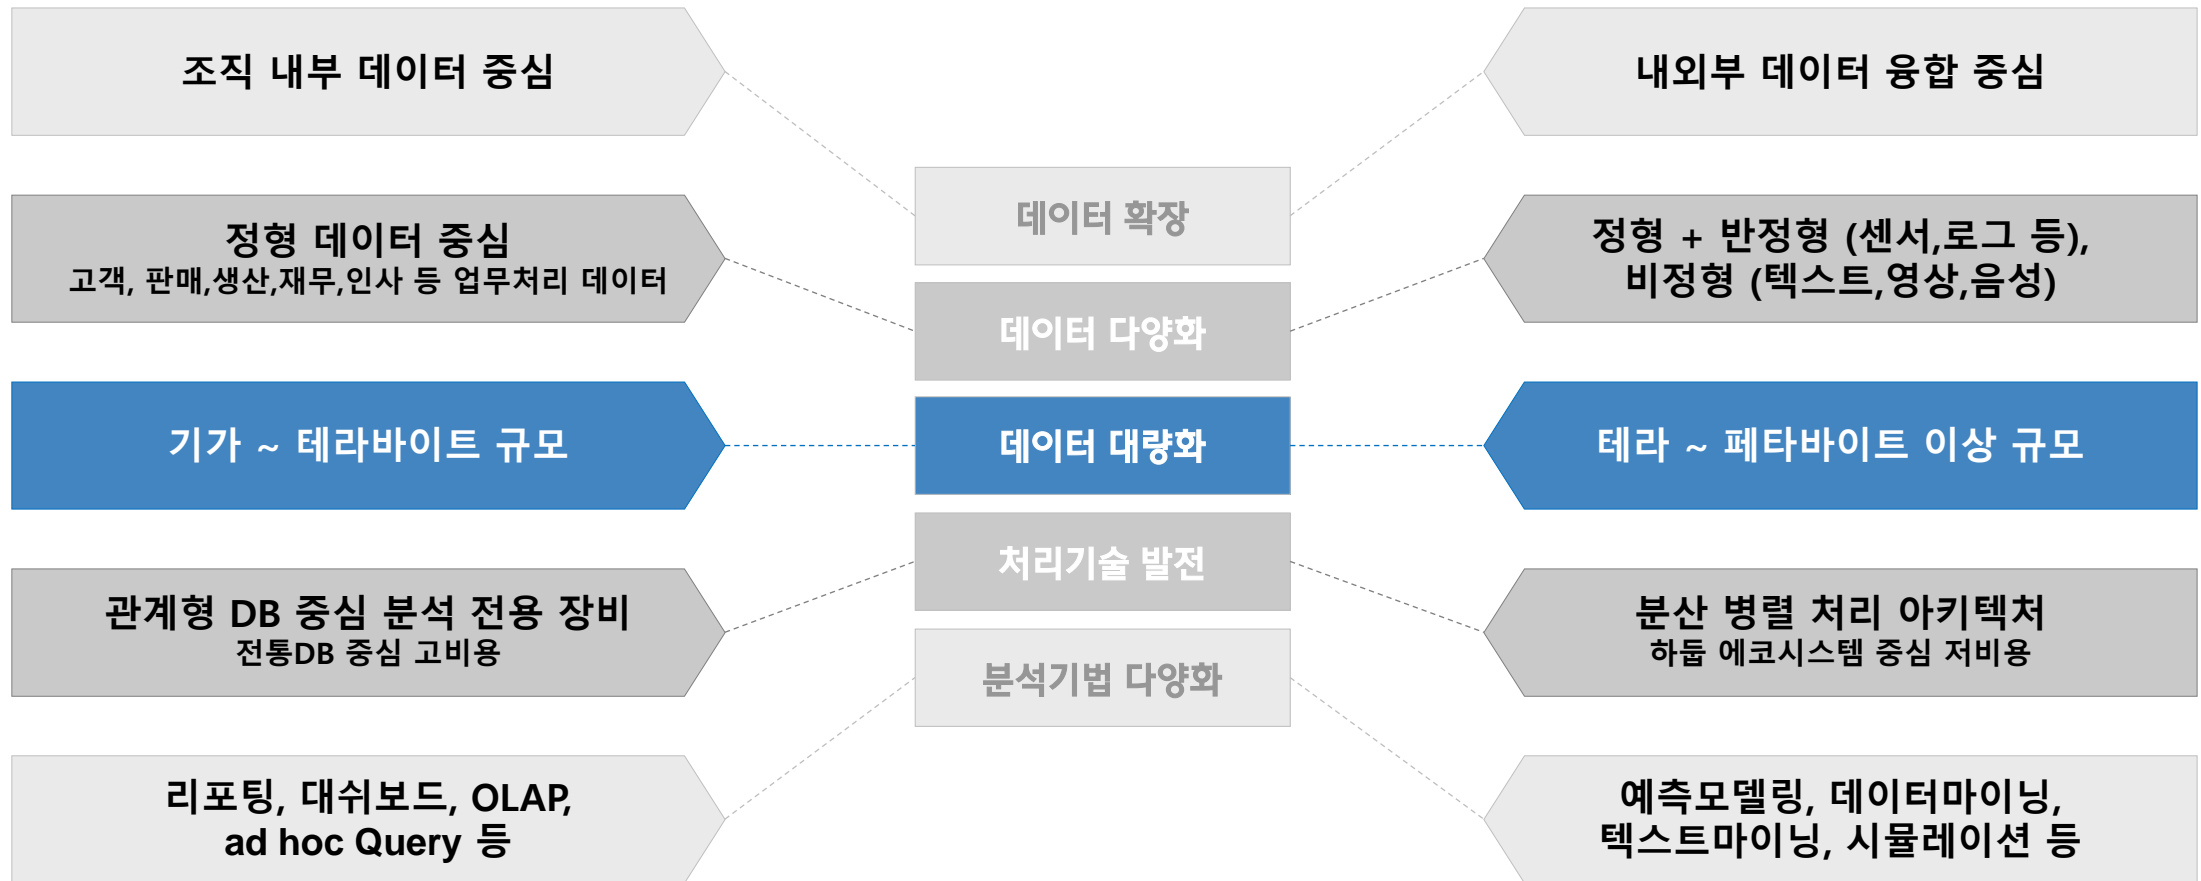 조직 내부 데이터 중심
정형 데이터 중심
고객, 판매,생산,재무,인사 등 업무처리 데이터
기가 ~ 테라바이트 규모
관계형 DB 중심 분석 전용 장비
전통DB 중심 고비용
리포팅, 대쉬보드, OLAP,
ad hoc Query 등
데이터 확장
데이터 다양화
데이터 대량화
처리기술 발전
분석기법 다양화
내외부 데이터 융합 중심
정형 + 반정형 (센서,로그 등),
비정형 (텍스트,영상,음성)
테라 ~ 페타바이트 이상 규모
분산 병렬 처리 아키텍처
하둡 에코시스템 중심 저비용
예측모델링, 데이터마이닝,
텍스트마이닝, 시뮬레이션 등